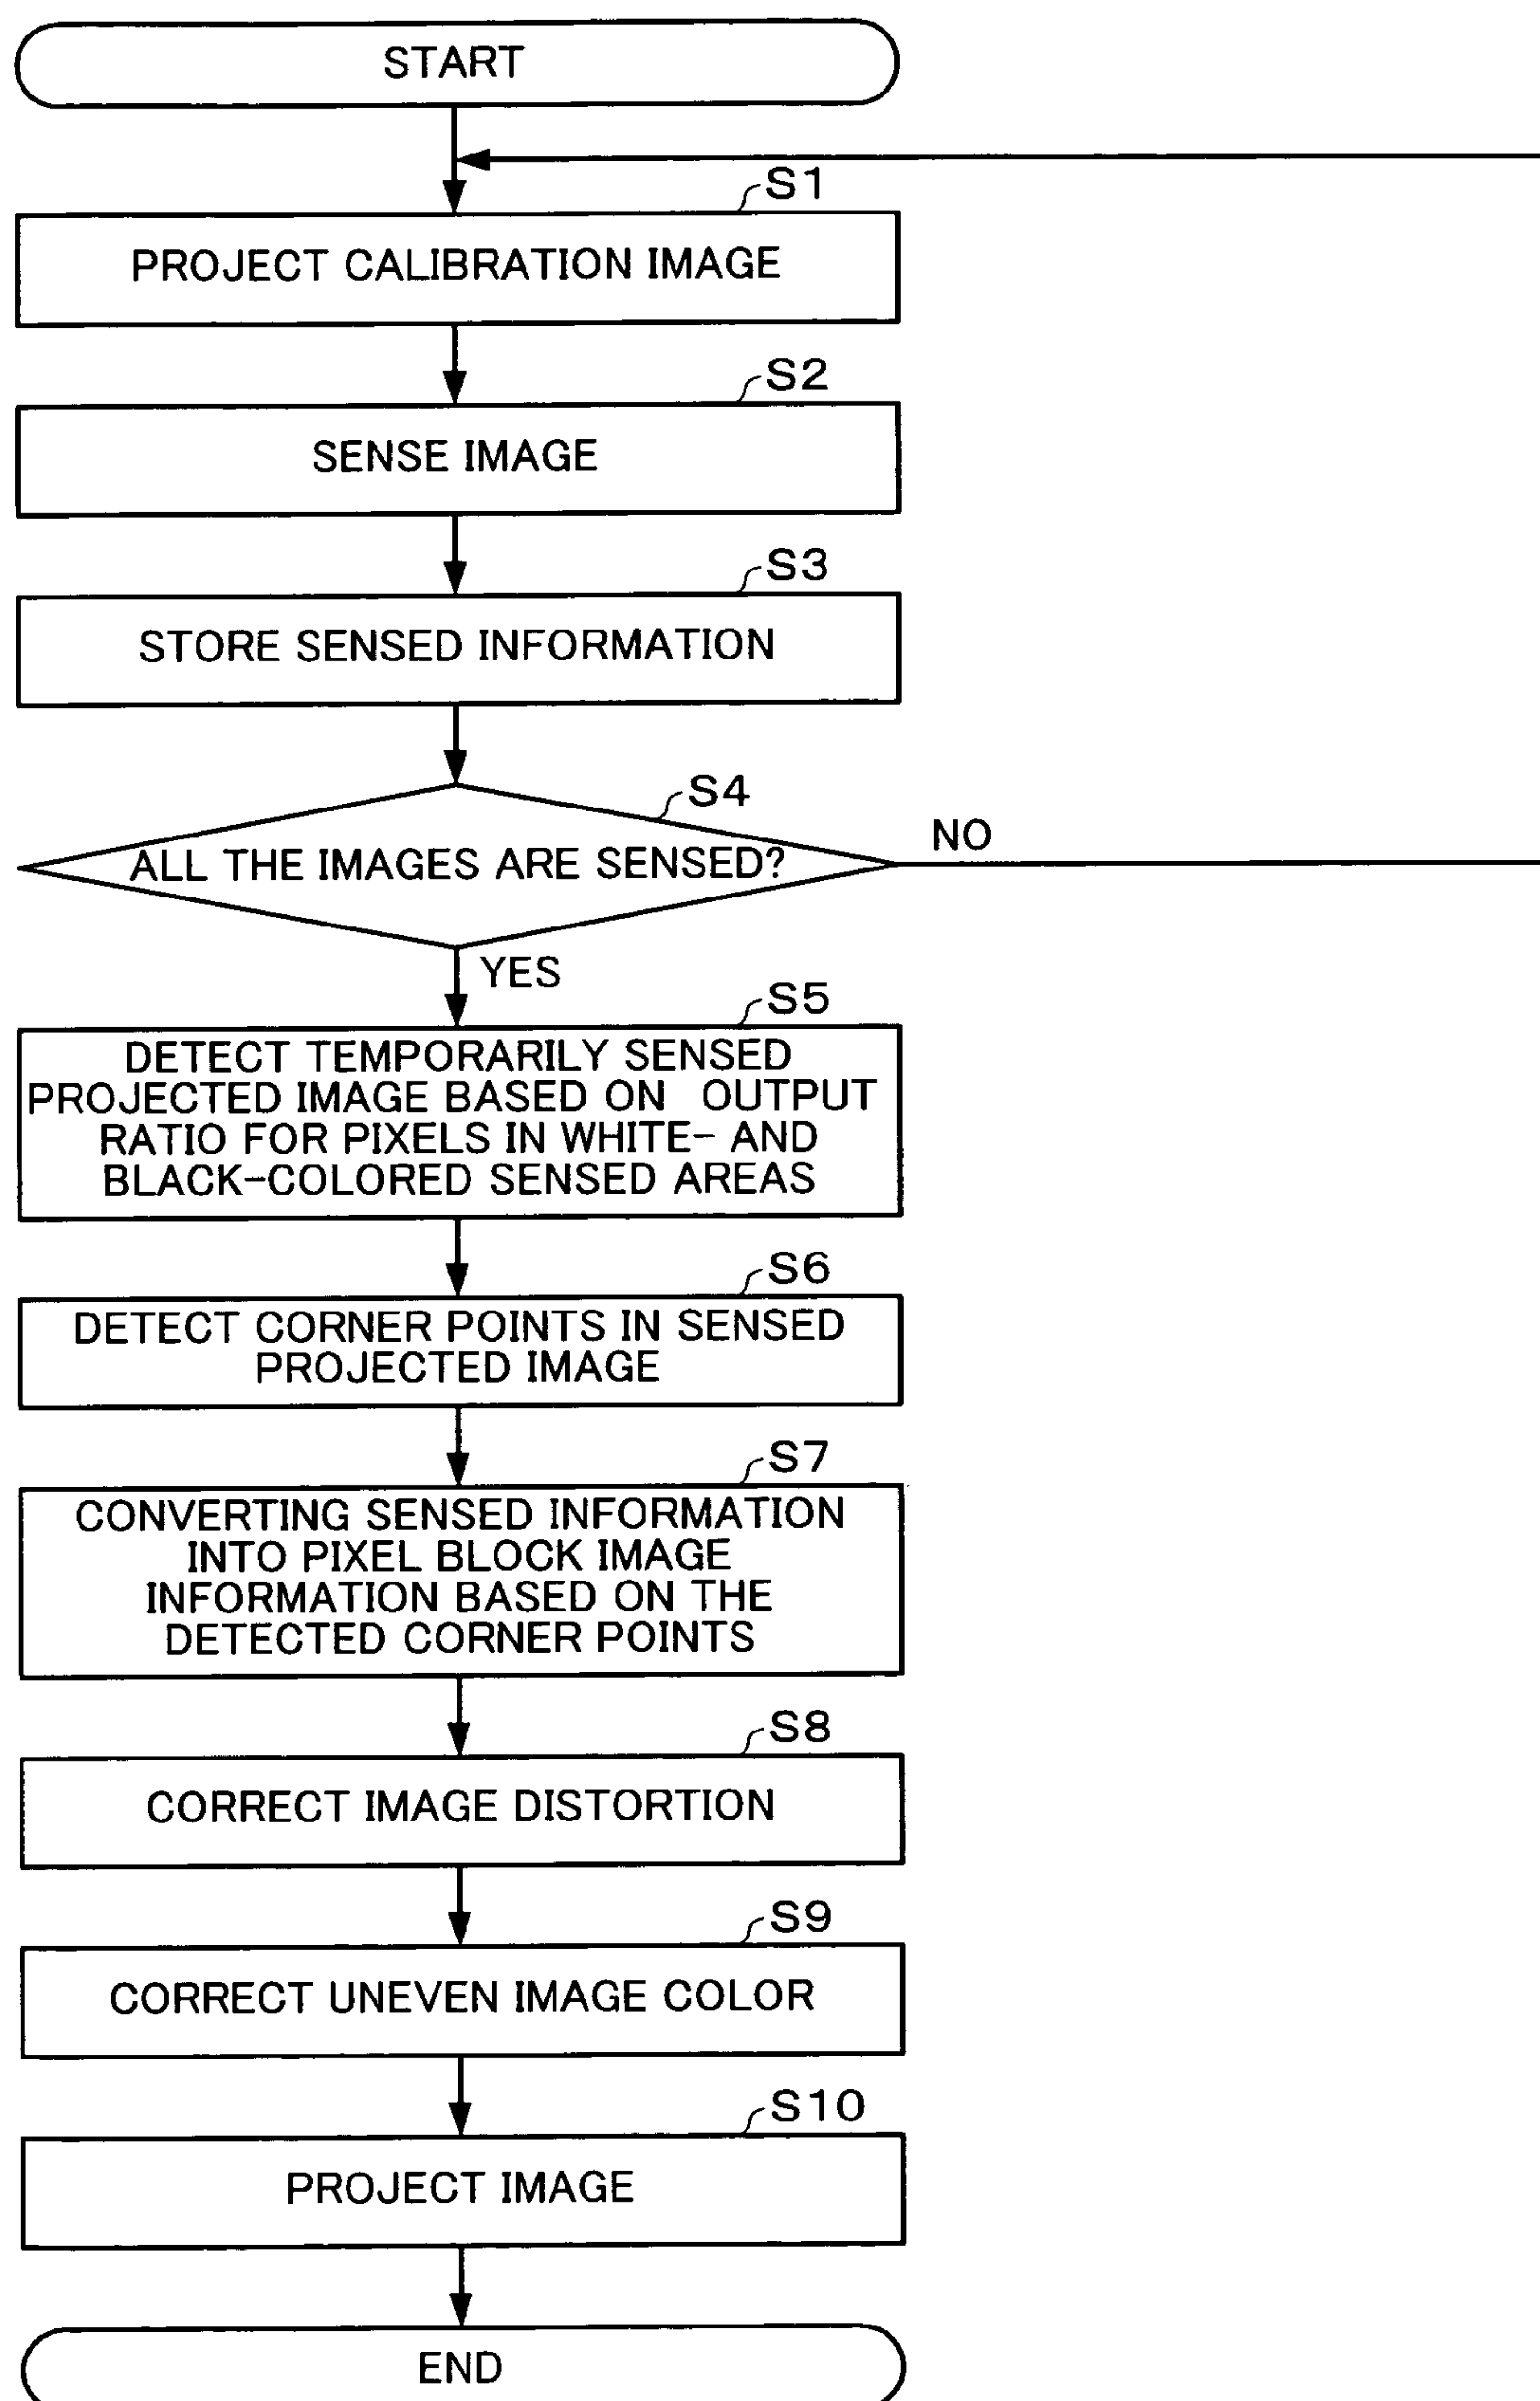 START
S1
PROJECT CALIBRATION IMAGE
S2
SENSE IMAGE
S3
STORE SENSED INFORMATION
S4
ALL THE IMAGES ARE SENSED?
NO
YES
S5
DETECT TEMPORARILY SENSED
PROJECTED IMAGE BASED ON OUTPUT
RATIO FOR PIXELS IN WHITE- AND
BLACK-COLORED SENSED AREAS
S6
DETECT CORNER POINTS IN SENSED
PROJECTED IMAGE
S7
CONVERTING SENSED INFORMATION
INTO PIXEL BLOCK IMAGE
INFORMATION BASED ON THE
DETECTED CORNER POINTS
S8
CORRECT IMAGE DISTORTION
S9
CORRECT UNEVEN IMAGE COLOR
S10
PROJECT IMAGE
END